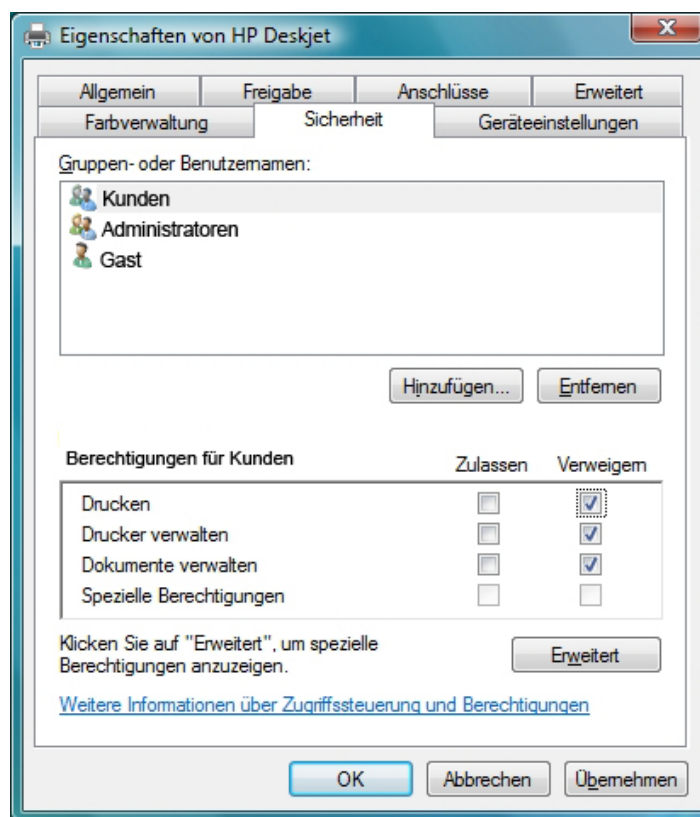 Eigenschaften von HP Deskjet
Allgemein Freigabe Anschlüsse Erweitert
Farbverwaltung Sicherheit Geräteeinstellungen
Gruppen- oder Benutzernamen:
Kunden
Administratoren
Gast
Hinzufügen... Entfernen
Berechtigungen für Kunden Zulassen Verweigern
Drucken
Drucker verwalten
Dokumente verwalten
Spezielle Berechtigungen
Klicken Sie auf "Erweitert", um spezielle
Berechtigungen anzuzeigen.
Erweitert
Weitere Informationen über Zugriffssteuerung und Berechtigungen
OK Abbrechen Übernehmen